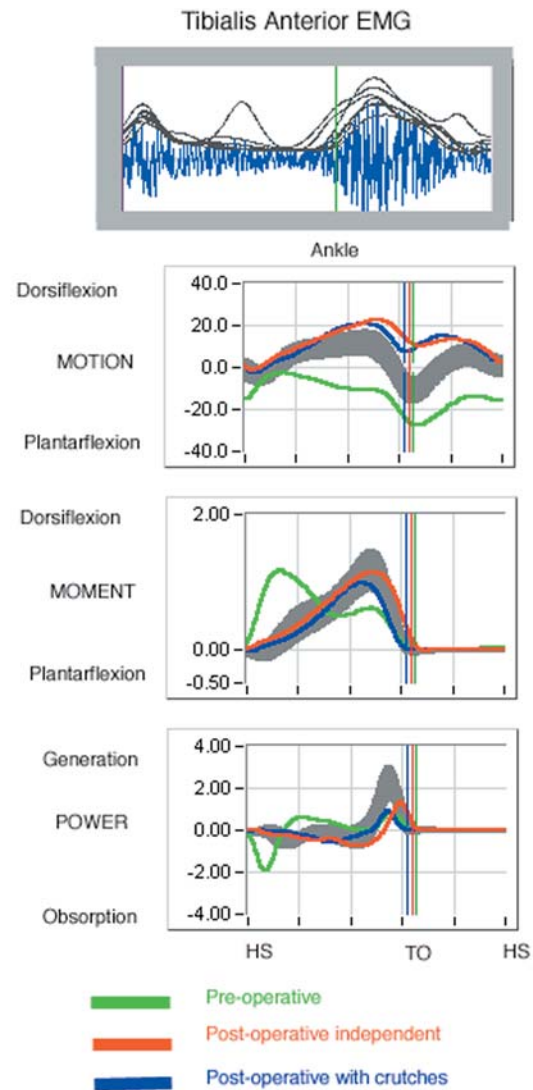 Tibialis Anterior EMG
Ankle
Dorsiflexion
MOTION
Plantarflexion
40.0
20.0
0.0
-20.0
-40.0
Dorsiflexion
MOMENT
Plantarflexion
2.00
0.00
-0.50
Generation
POWER
Obsorption
4.00
2.00
0.00
-2.00
-4.00
HS TO HS
Pre-operative
Post-operative independent
Post-operative with crutches